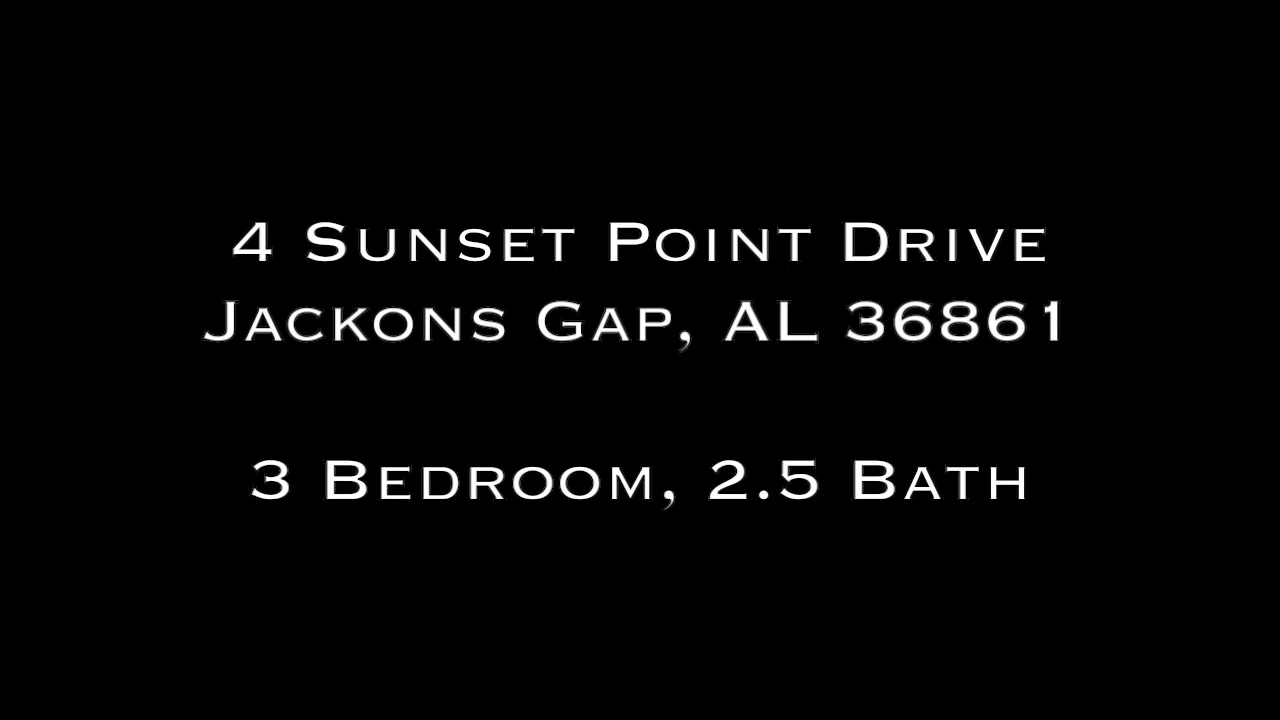 4 Sunset Point Drive
Jackons Gap, AL 36861
3 Bedroom, 2.5 Bath